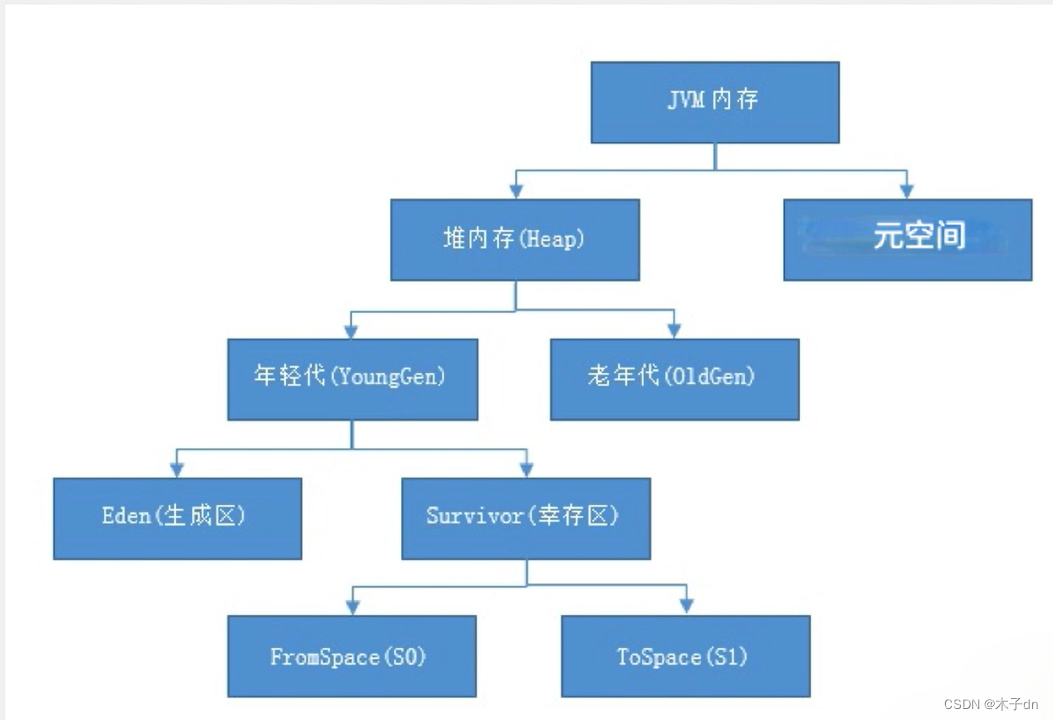 JVM 内存
堆内存(Heap)
元空间
年轻代(YoungGen)
老年代(OldGen)
Eden(生成区)
Survivor(幸存区)
FromSpace(S0)
ToSpace(S1)
CSDN @木子dn